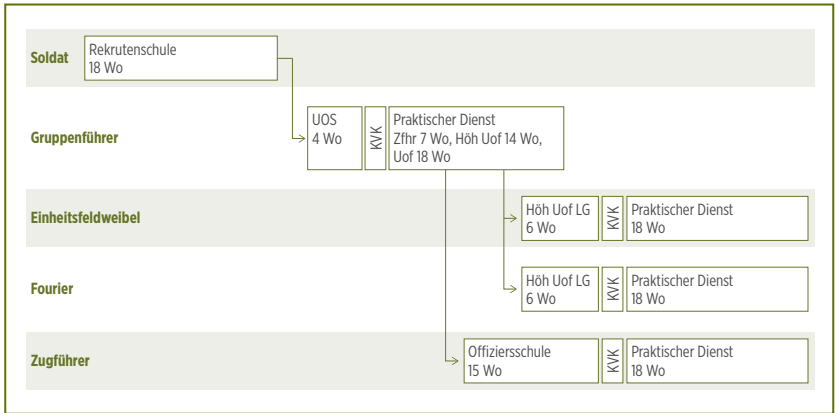 Soldat
Rekrutenschule
18 Wo
Gruppenführer
UOS
4 Wo
KVK
Praktischer Dienst
Zfhr 7 Wo, Höh Uof 14 Wo,
Uof 18 Wo
Einheitsfeldweibel
Höh Uof LG
6 Wo
KVK
Praktischer Dienst
18 Wo
Fourier
Höh Uof LG
6 Wo
KVK
Praktischer Dienst
18 Wo
Zugführer
Offiziersschule
15 Wo
KVK
Praktischer Dienst
18 Wo